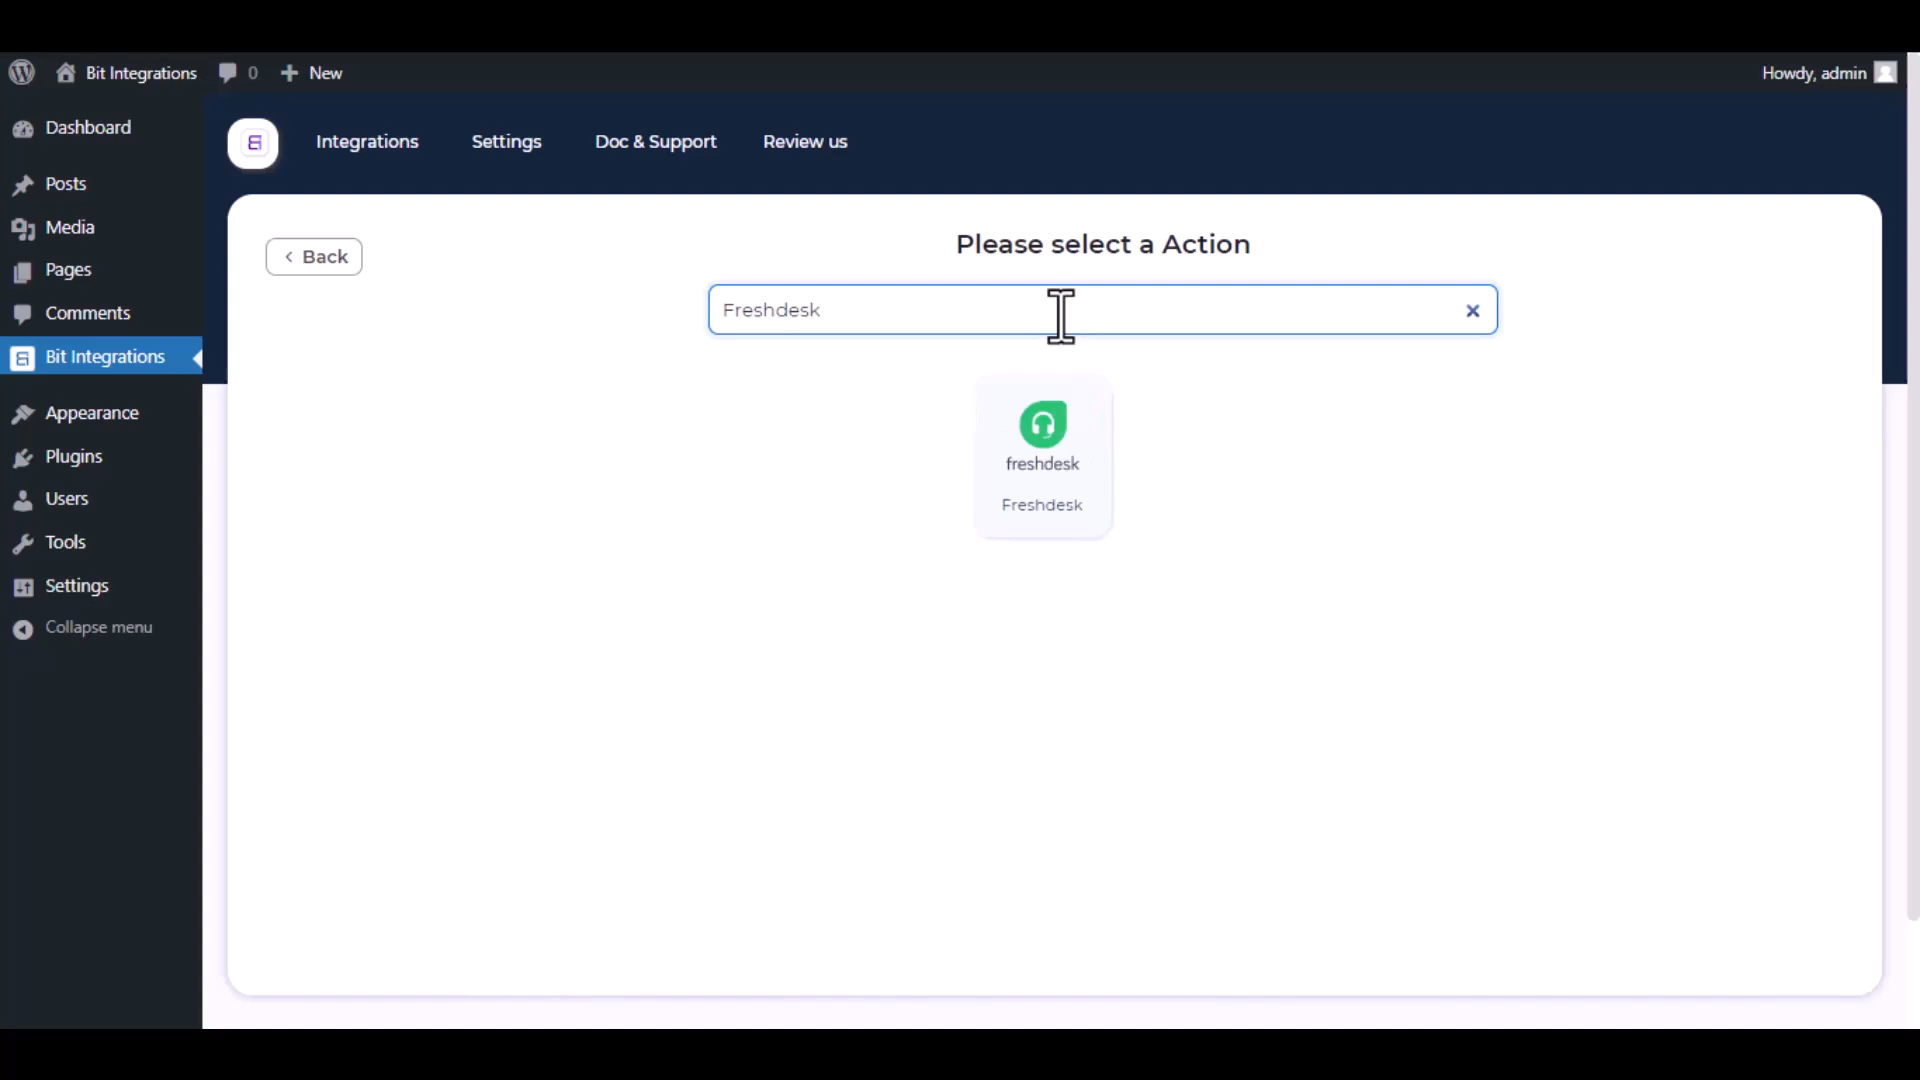 Bit Integrations 0 New Howdy, admin
Dashboard
Posts
Media
Pages
Comments
Bit Integrations
Appearance
Plugins
Users
Tools
Settings
Collapse menu
Integrations Settings Doc & Support Review us
Back
Please select a Action
Freshdesk
freshdesk
Freshdesk